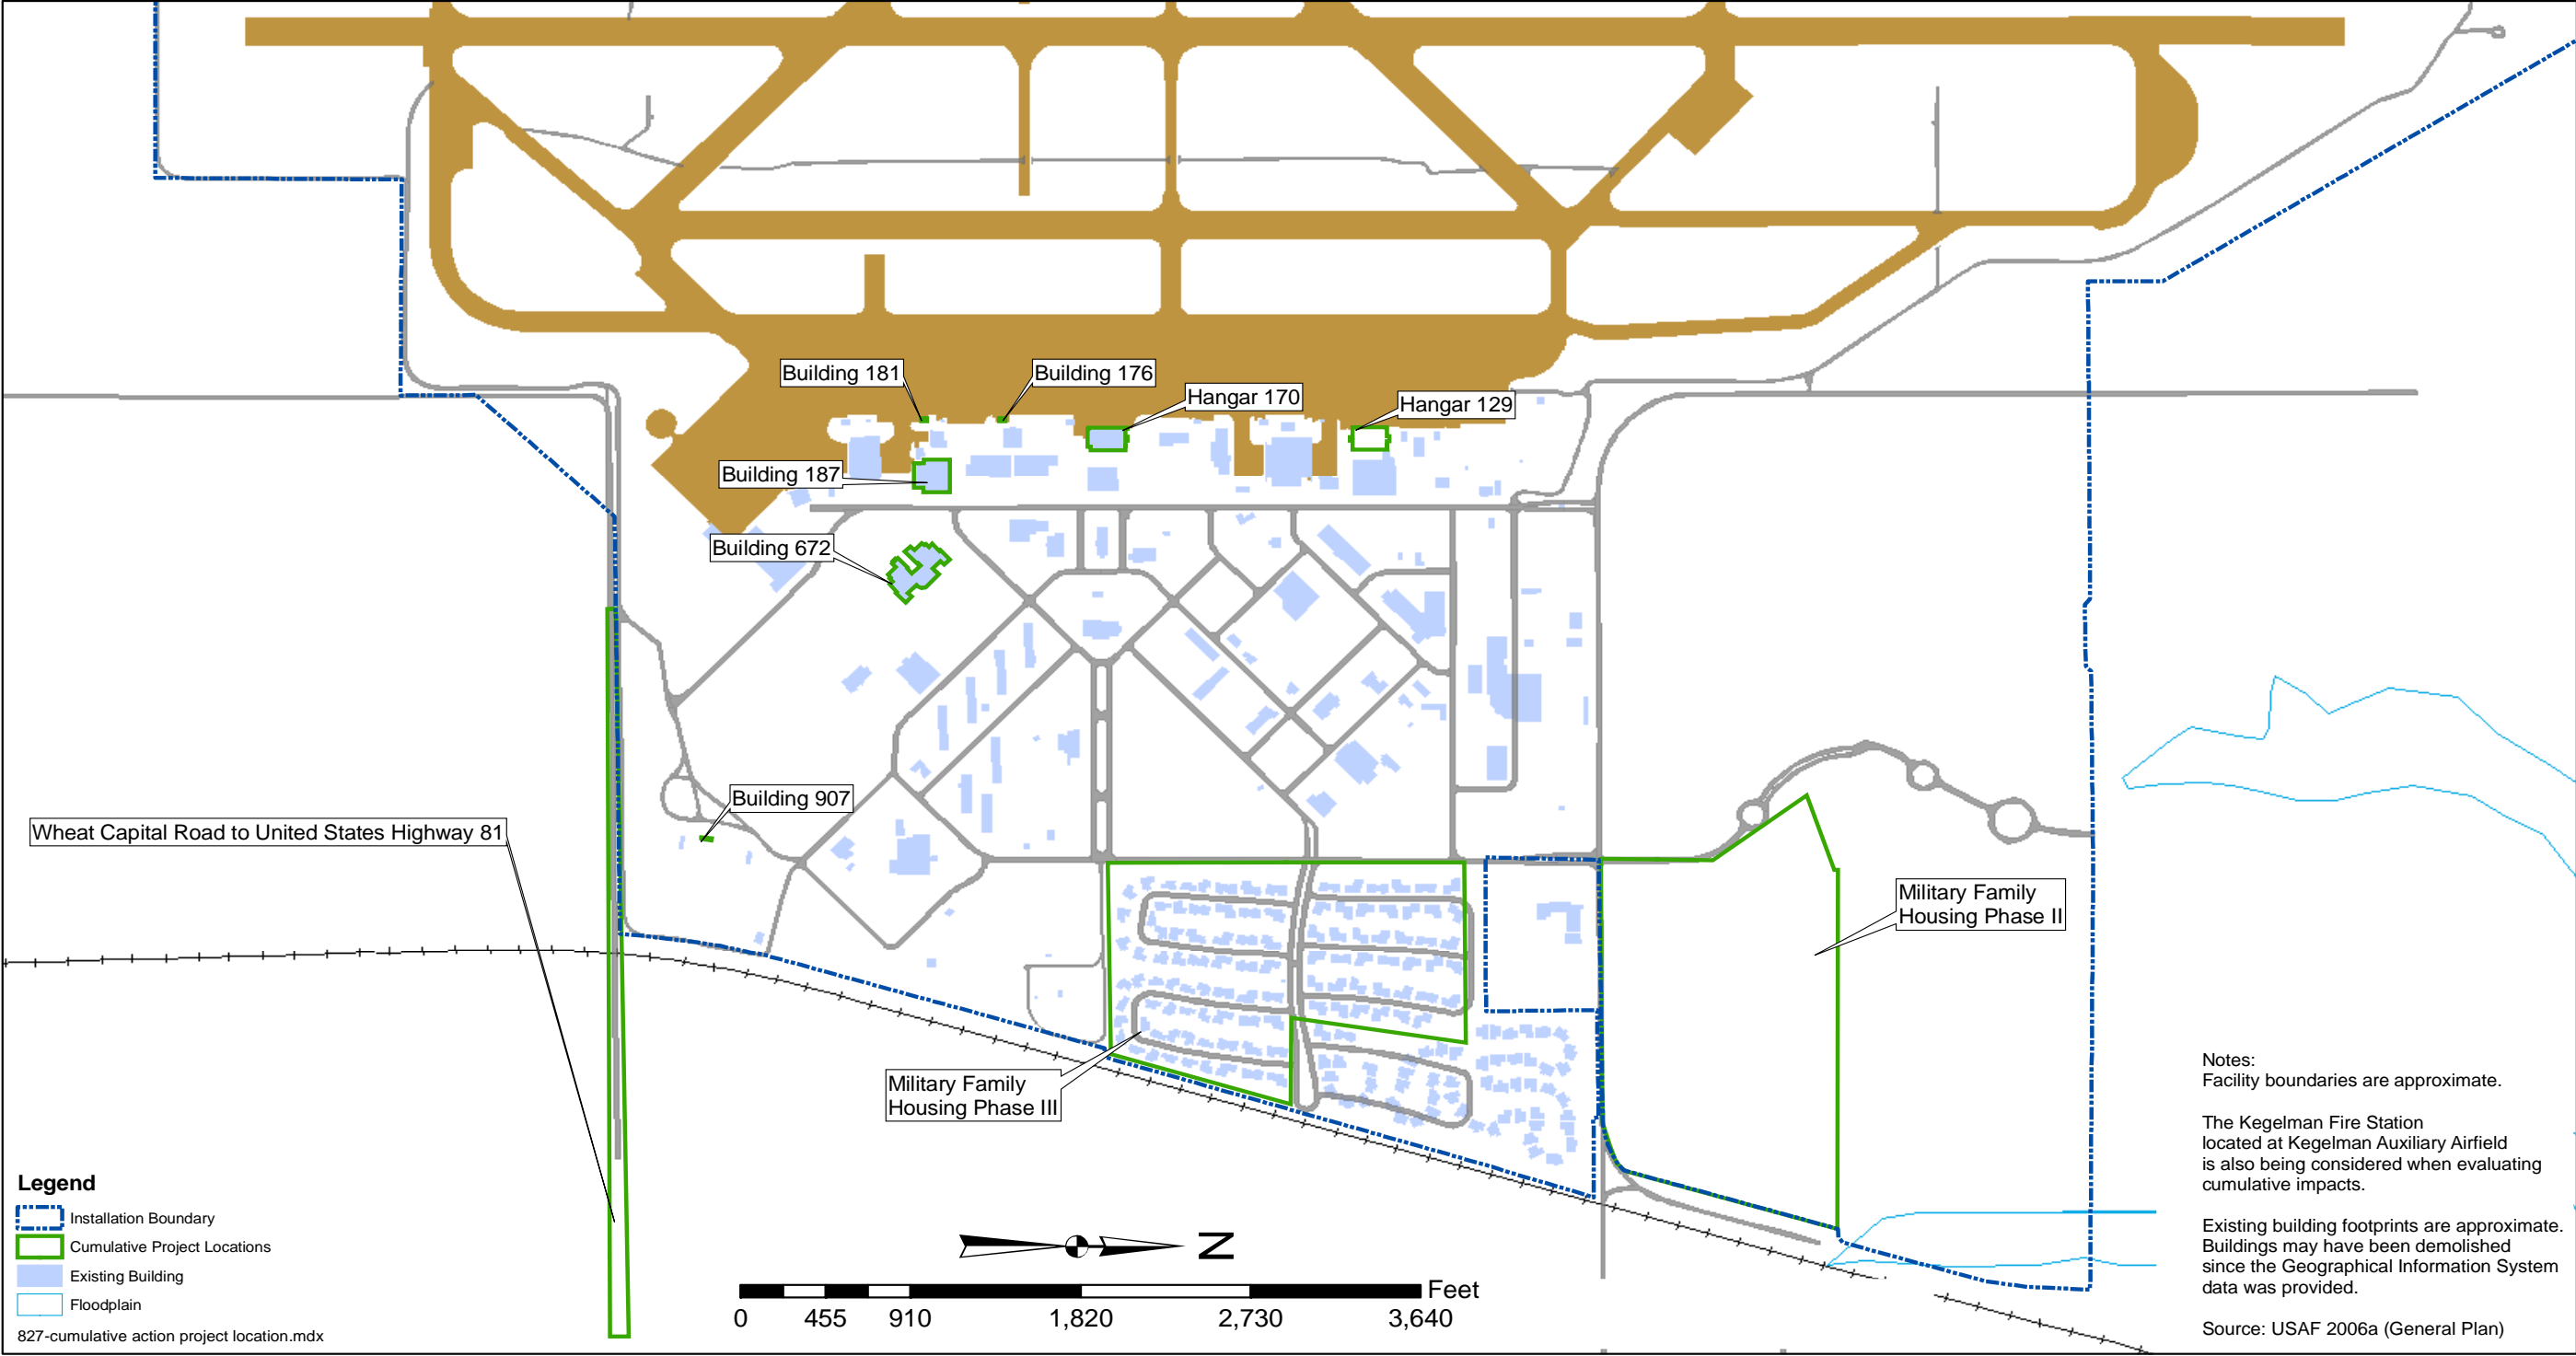 Building 181
Building 176
Hangar 170
Hangar 129
Building 187
Building 672
Building 907
Wheat Capital Road to United States Highway 81
Military Family
Housing Phase II
Military Family
Housing Phase III
Legend
Installation Boundary
Cumulative Project Locations
Existing Building
Floodplain
827-cumulative action project location.mdx
N
Feet
0 455 910 1,820 2,730 3,640
Notes:
Facility boundaries are approximate.
The Kegelman Fire Station
located at Kegelman Auxiliary Airfield
is also being considered when evaluating
cumulative impacts.
Existing building footprints are approximate.
Buildings may have been demolished
since the Geographical Information System
data was provided.
Source: USAF 2006a (General Plan)